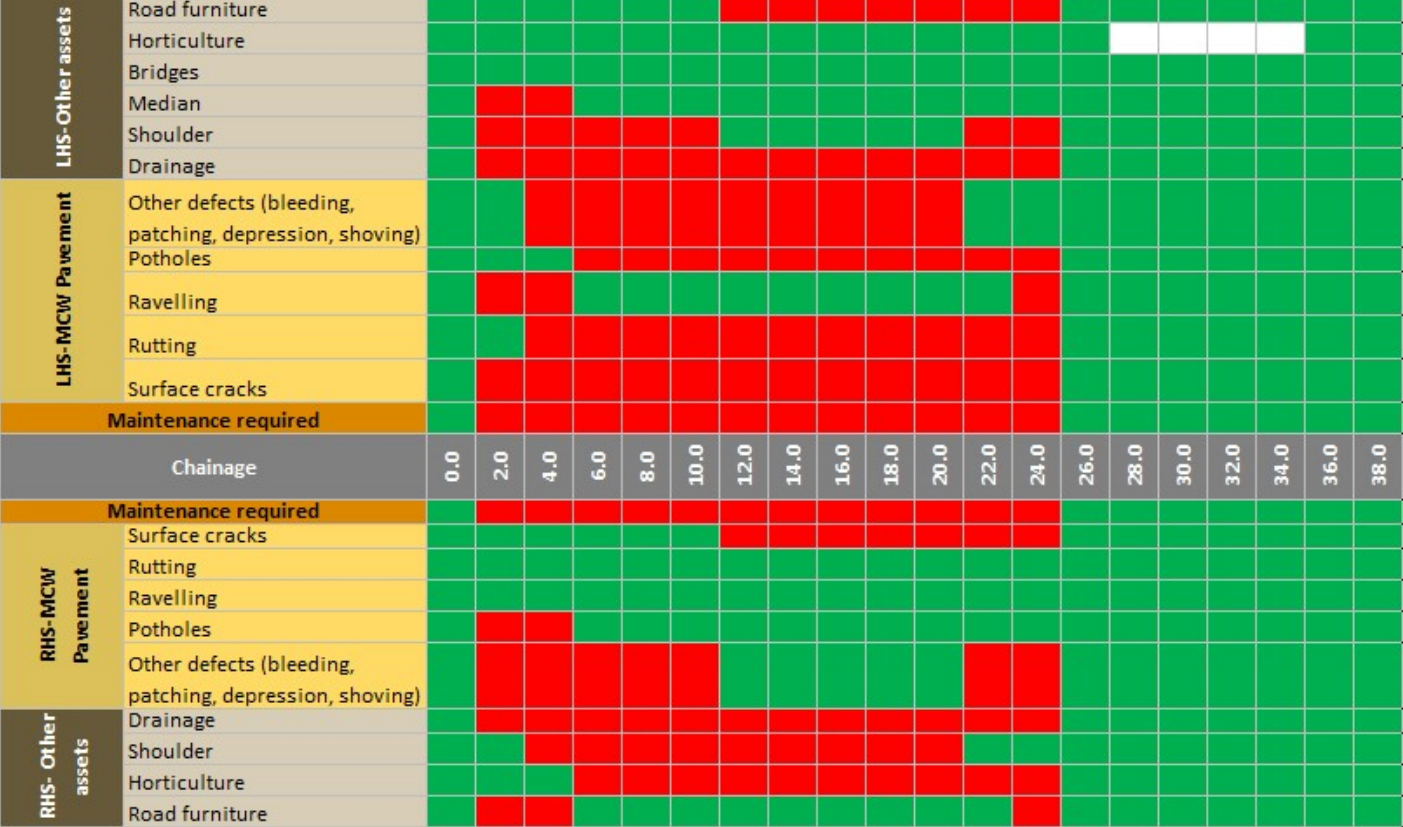 LHS-Other assets
Road furniture
Horticulture
Bridges
Median
Shoulder
Drainage
LHS-MCW Pavement
Other defects (bleeding,
patching, depression, shoving)
Potholes
Ravelling
Rutting
Surface cracks
Maintenance required
Chainage 0.0 2.0 4.0 6.0 8.0 10.0 12.0 14.0 16.0 18.0 20.0 22.0 24.0 26.0 28.0 30.0 32.0 34.0 36.0 38.0
Maintenance required
RHS-MCW
Pavement
Surface cracks
Rutting
Ravelling
Potholes
Other defects (bleeding,
patching, depression, shoving)
RHS- Other
assets
Drainage
Shoulder
Horticulture
Road furniture